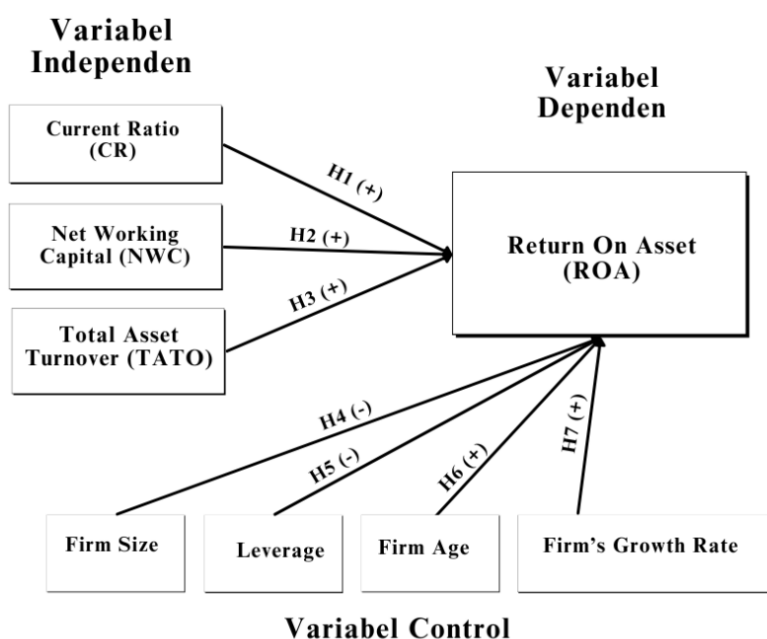 Variabel
Independen
Variabel
Dependen
Current Ratio
(CR)
H1 (+)
Net Working
Capital (NWC)
H2 (+)
Return On Asset
(ROA)
Total Asset
Turnover (TATO)
H3 (+)
H4 (-)
H5 (-)
H6 (+)
H7 (+)
Firm Size
Leverage
Firm Age
Firm's Growth Rate
Variabel Control